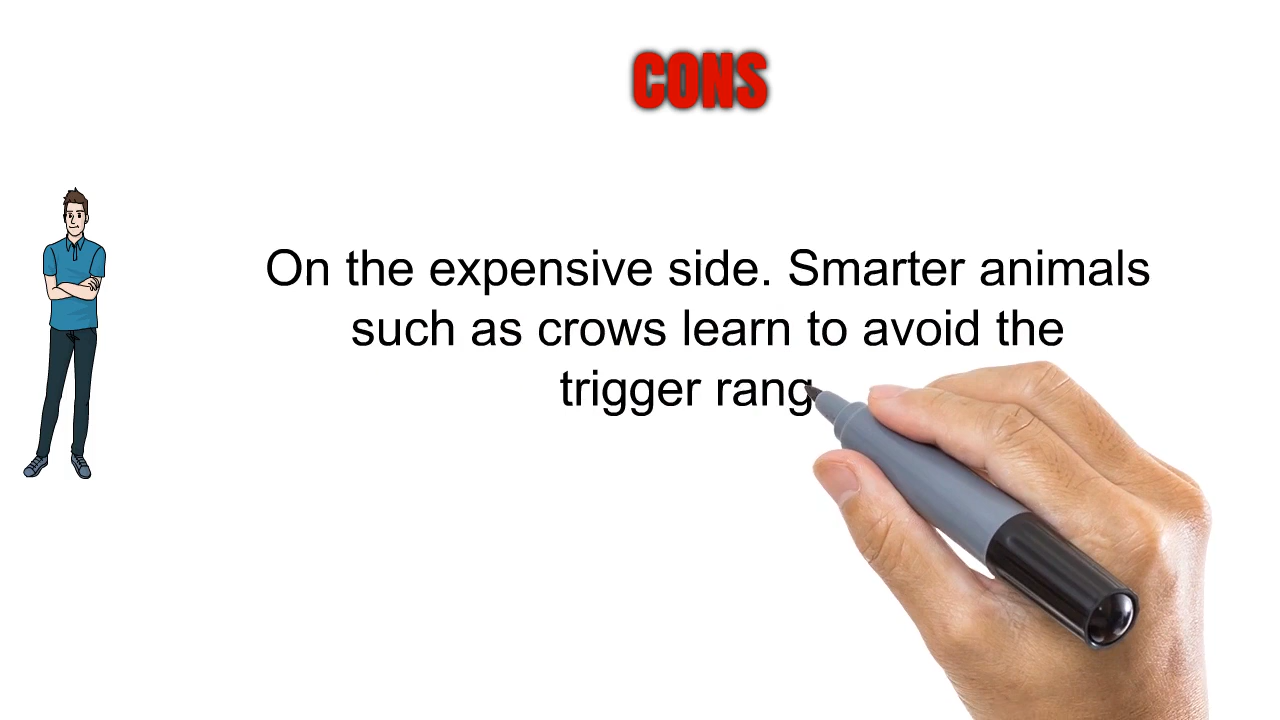 CONS
On the expensive side. Smarter animals
such as crows learn to avoid the
trigger rang